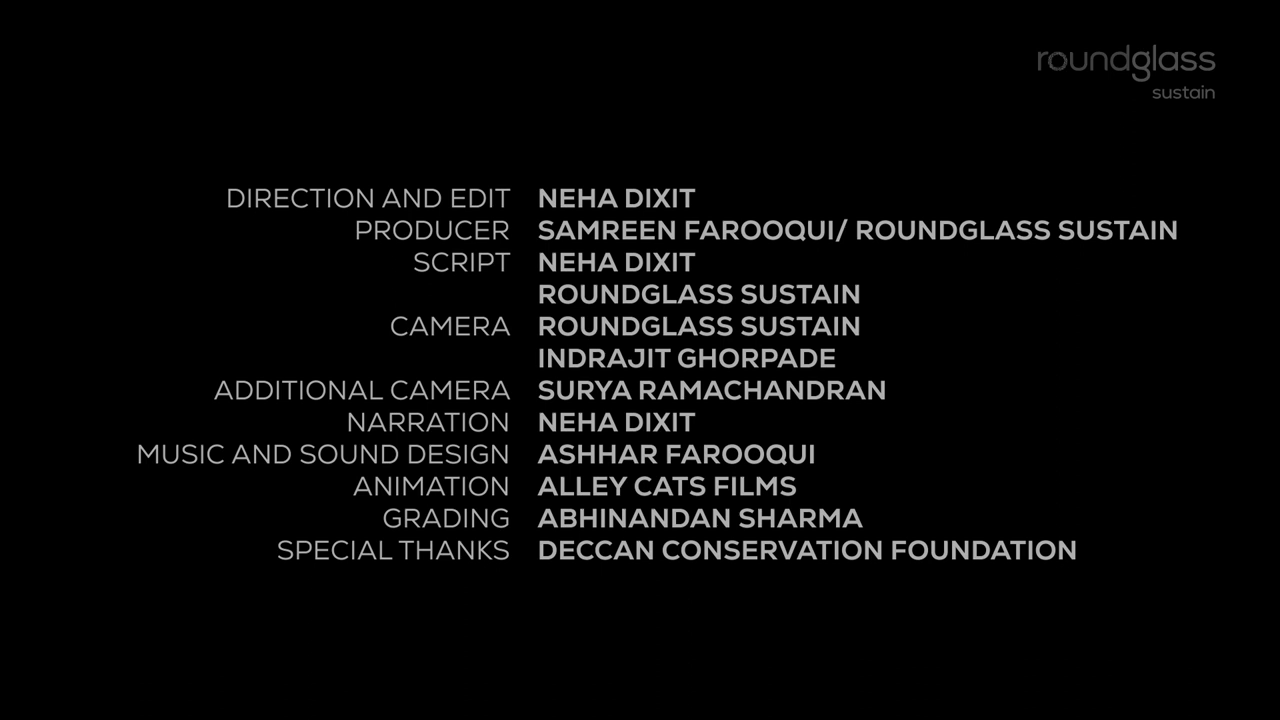 roundglass
sustain
DIRECTION AND EDIT NEHA DIXIT
PRODUCER SAMREEN FAROOQUI/ ROUNDGLASS SUSTAIN
SCRIPT NEHA DIXIT
ROUNDGLASS SUSTAIN
CAMERA ROUNDGLASS SUSTAIN
INDRAJIT GHORPADE
ADDITIONAL CAMERA SURYA RAMACHANDRAN
NARRATION NEHA DIXIT
MUSIC AND SOUND DESIGN ASHHAR FAROOQUI
ANIMATION ALLEY CATS FILMS
GRADING ABHINANDAN SHARMA
SPECIAL THANKS DECCAN CONSERVATION FOUNDATION